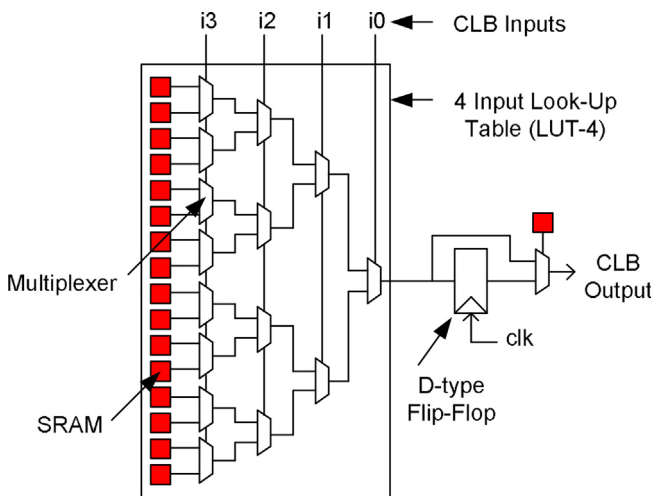 i3 i2 i1 i0 CLB Inputs
4 Input Look-Up
Table (LUT-4)
Multiplexer
CLB
Output
clk
D-type
Flip-Flop
SRAM